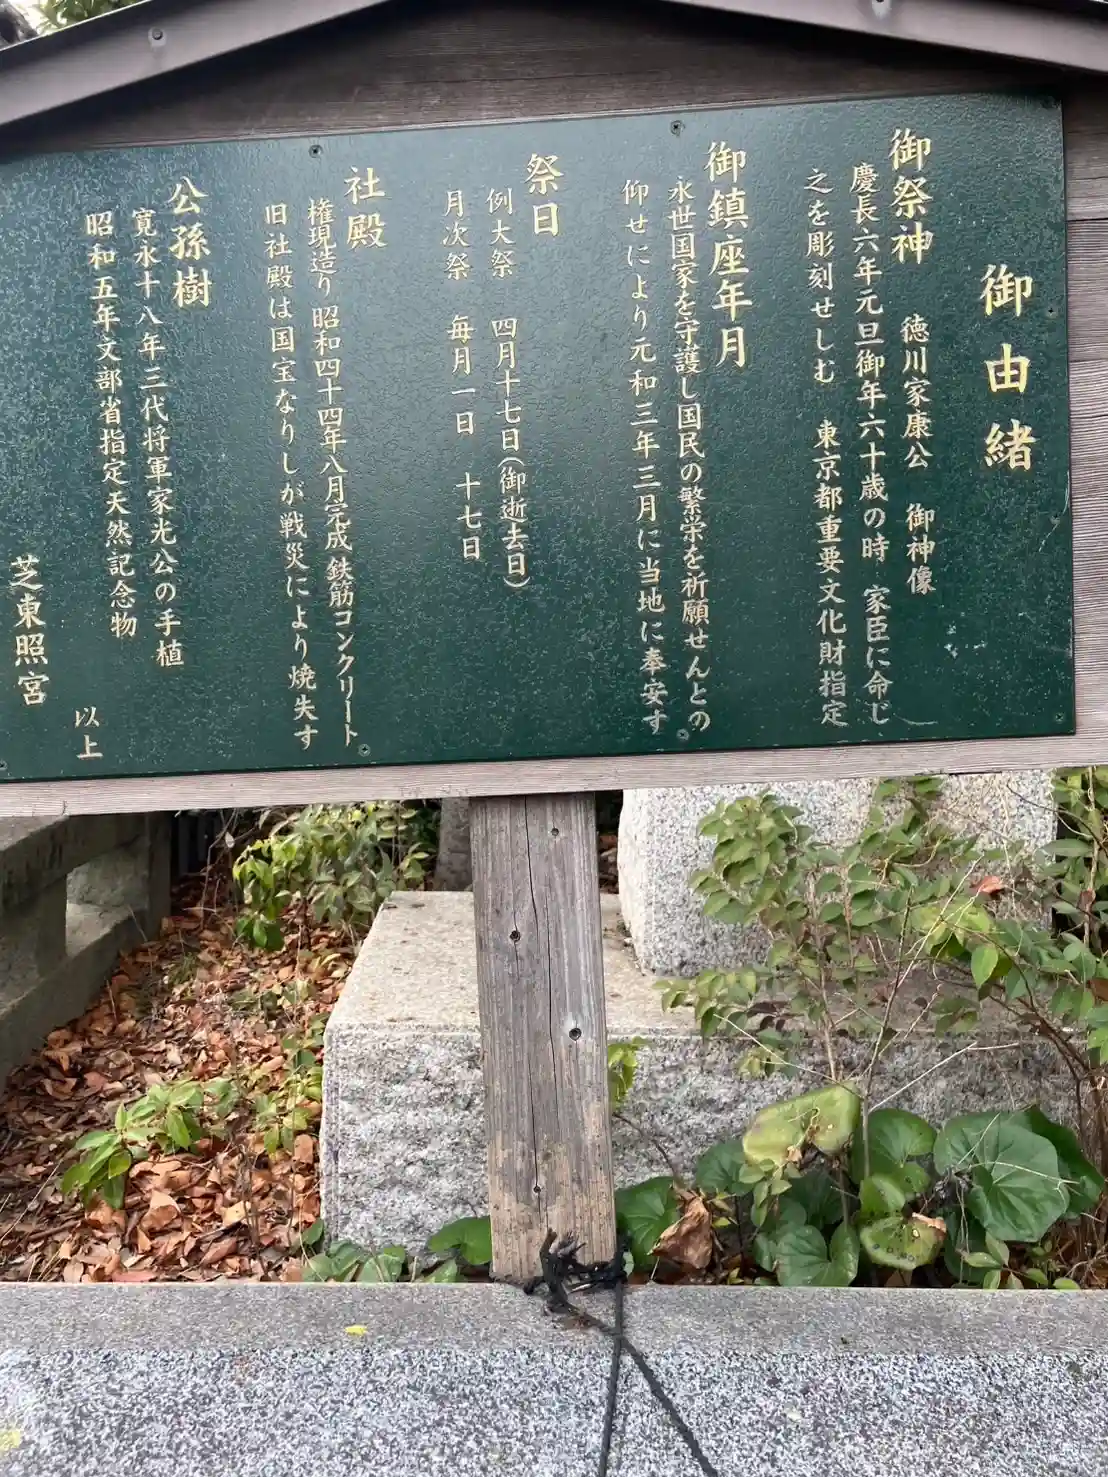 御由緒
御祭神　徳川家康公　御神像
慶長六年元旦御年六十歳の時　家臣に命じ
之を彫刻せしむ　東京都重要文化財指定
御鎮座年月
永世国家を守護し国民の繁栄を祈願せんとの
仰せにより元和三年三月に当地に奉安す
祭日
例大祭　四月十七日(御逝去日)
月次祭　毎月一日　十七日
社殿
権現造り 昭和四十四年八月完成 鉄筋コンクリート
旧社殿は国宝なりしが戦災により焼失す
公孫樹
寛永十八年三代将軍家光公の手植
昭和五年文部省指定天然記念物
以上
芝東照宮